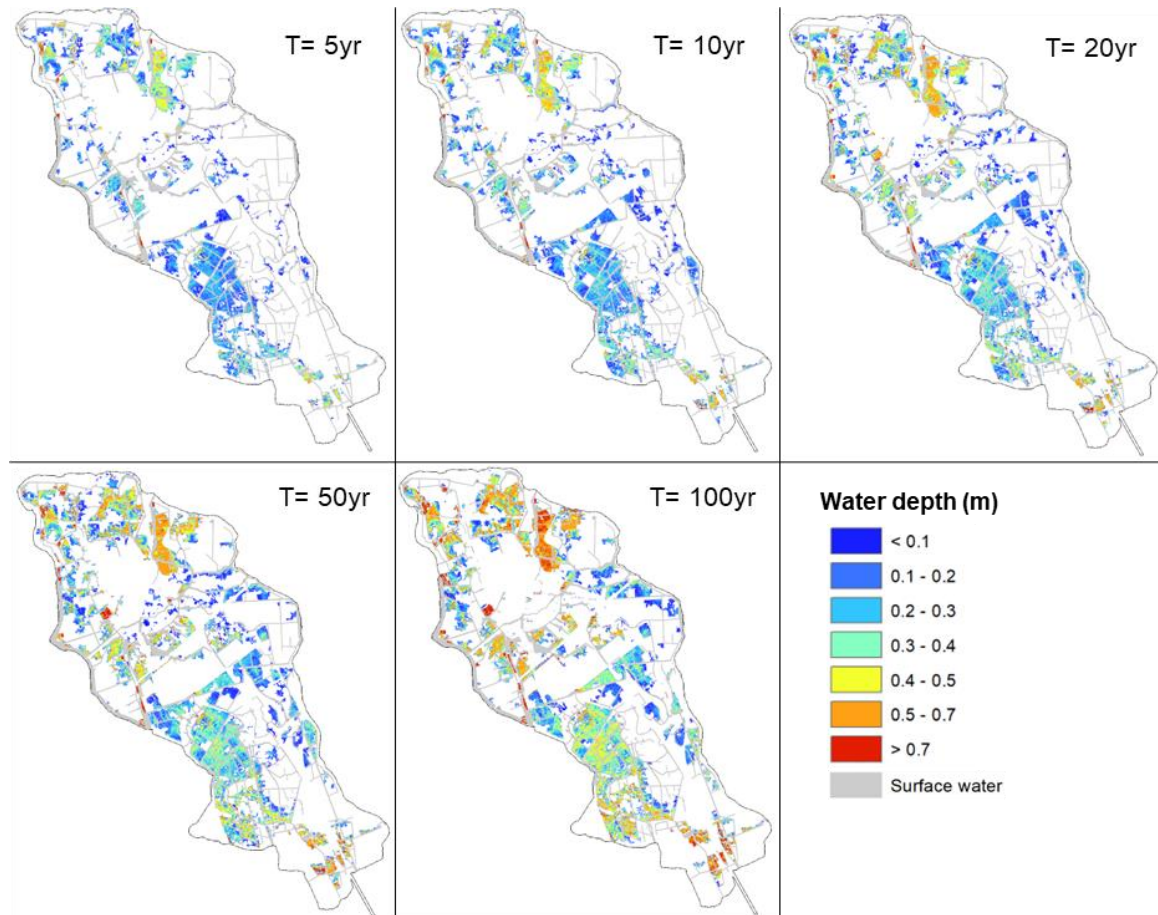 T= 5yr
T= 10yr
T= 20yr
T= 50yr
T= 100yr
Water depth (m)
< 0.1
0.1 - 0.2
0.2 - 0.3
0.3 - 0.4
0.4 - 0.5
0.5 - 0.7
> 0.7
Surface water